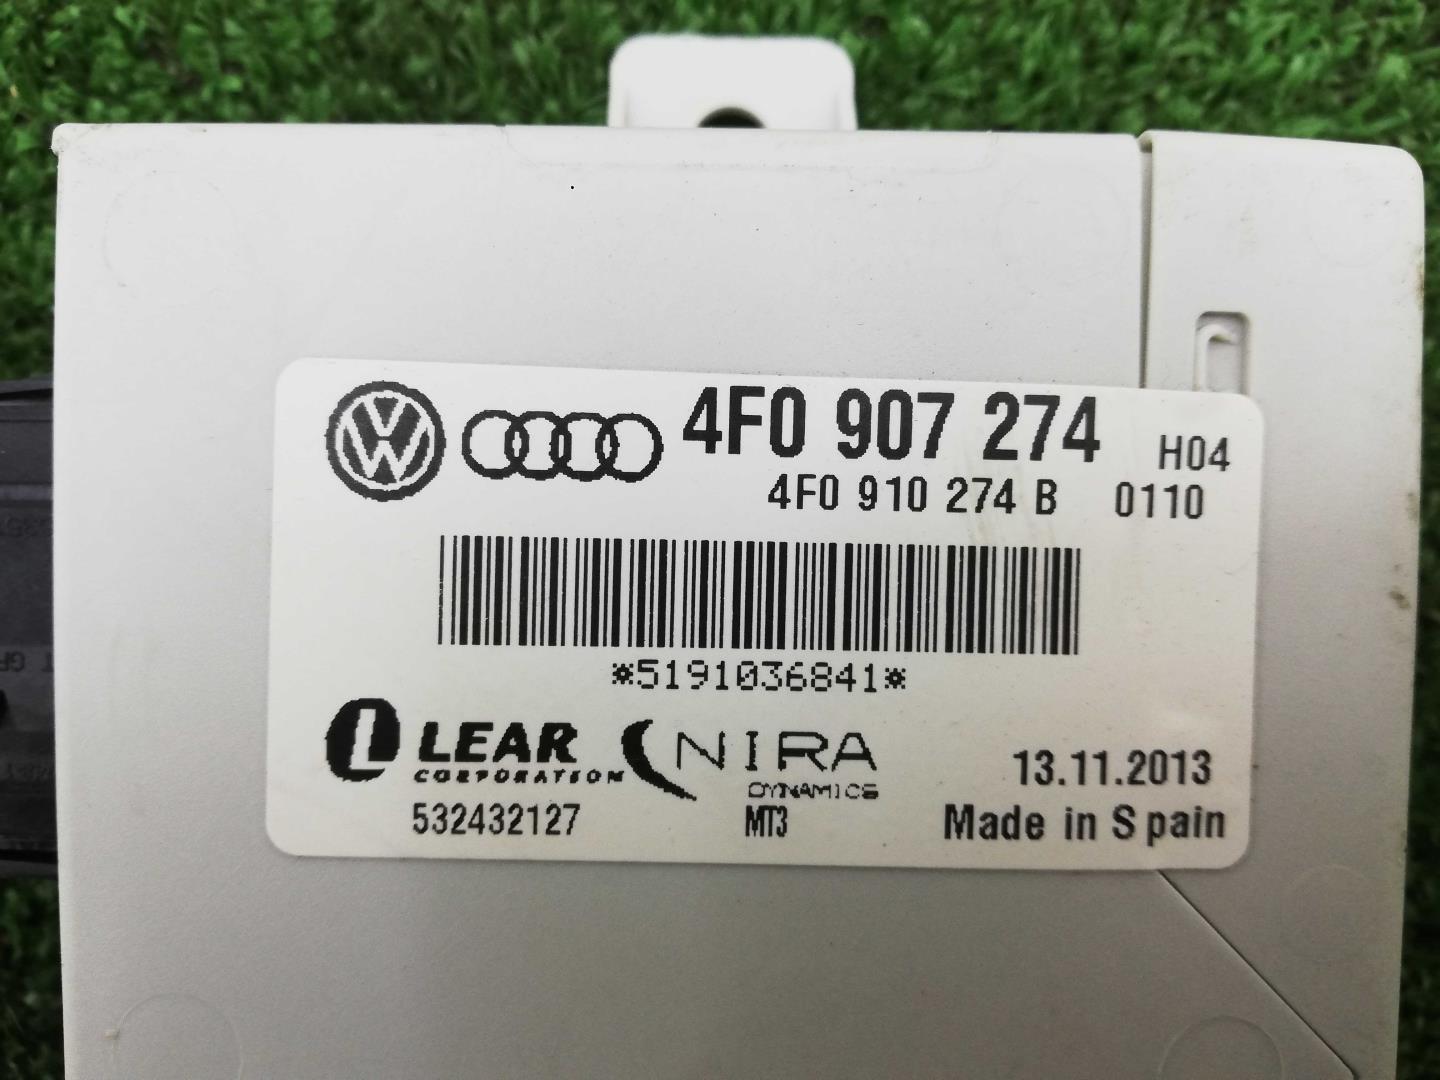 4F0 907 274 H04
4F0 910 274 B 0110
*5191036841*
LEAR
CORPORATION
NIRA
DYNAMICS
532432127
MT3
13.11.2013
Made in Spain